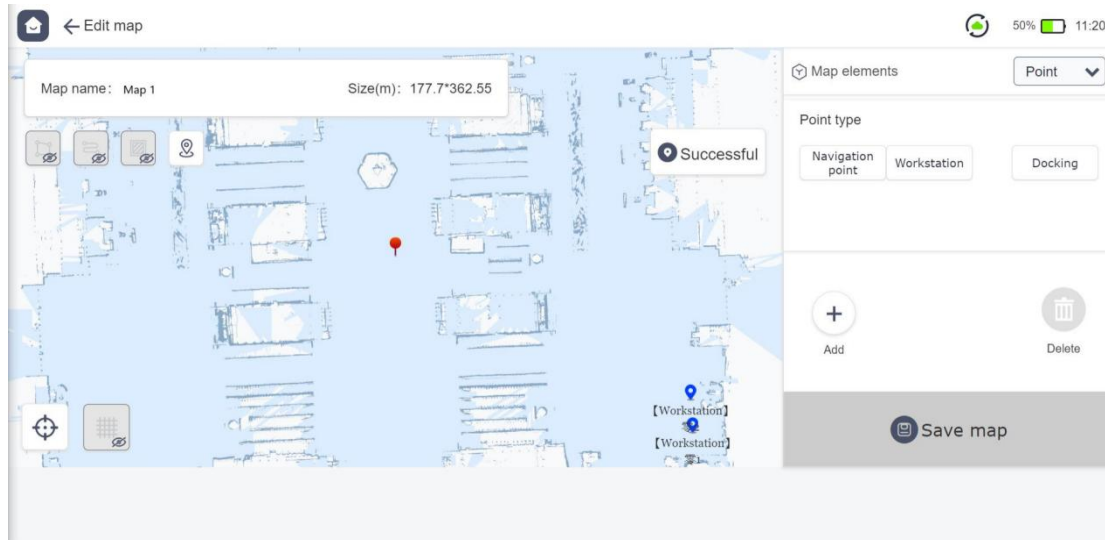 Edit map
50%
11:20
Map name: Map 1
Size(m): 177.7*362.55
Map elements
Point
Successful
Point type
Navigation
point
Workstation
Docking
Add
Delete
【Workstation】
【Workstation】
Save map